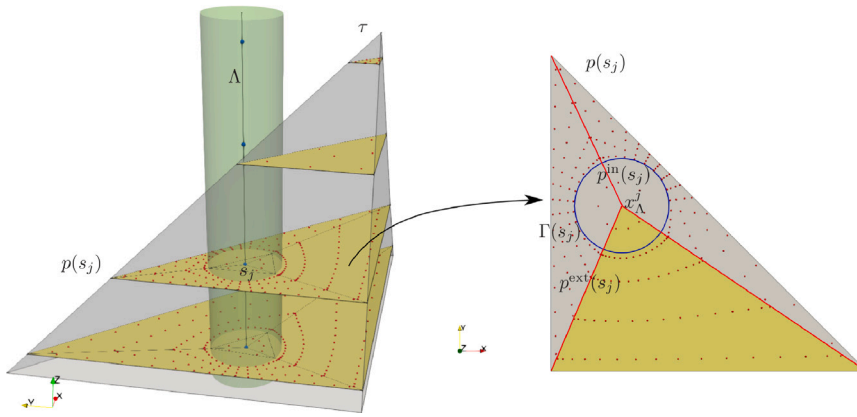 τ
Λ
p(s_j)
s_j
Z
Y
X
p(s_j)
p^in(s_j)
x_Λ^j
Γ(s_j)
p^ext(s_j)
Y
Z
X